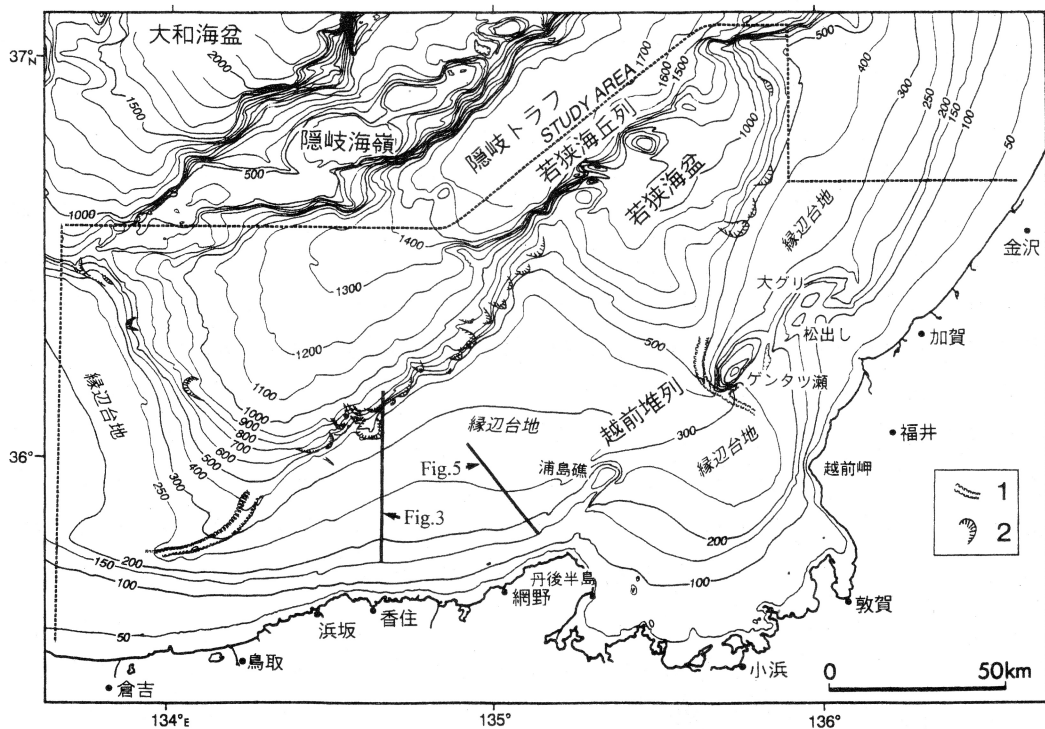 37°N
36°
134°E
135°
136°
大和海盆
隠岐海嶺
隠岐トラフ
STUDY AREA
若狭海丘列
若狭海盆
縁辺台地
縁辺台地
縁辺台地
縁辺台地
大グリ
松出し
ゲンタツ瀬
越前堆列
浦島礁
越前岬
丹後半島
金沢
加賀
福井
敦賀
小浜
網野
香住
浜坂
鳥取
倉吉
Fig.3
Fig.5
1
2
0 50km
2000
1500
500
1000
1700
1600
1500
1000
500
400
300
250
200
150
100
50
1400
1300
1200
1100
1000
900
800
700
600
500
400
300
250
200
150
100
50
500
300
200
100